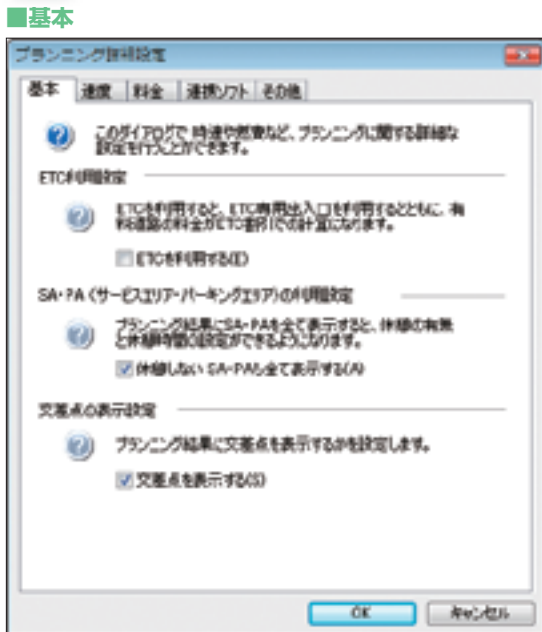 ■基本
プランニング詳細設定
基本 速度 料金 連携ソフト その他
このダイアログで 時速や燃費など、プランニングに関する詳細な
設定を行うことができます。
ETC利用設定
ETCを利用すると、ETC専用出入口を利用するとともに、有
料道路の料金がETC割引での計算になります。
ETCを利用する(E)
SA・PA (サービスエリア・パーキングエリア)の利用設定
プランニング結果にSA・PAを全て表示すると、休憩の有無
と休憩時間の設定ができるようになります。
休憩しない SA・PAも全て表示する(A)
交差点の表示設定
プランニング結果に交差点を表示するかを設定します。
交差点を表示する(S)
OK キャンセル